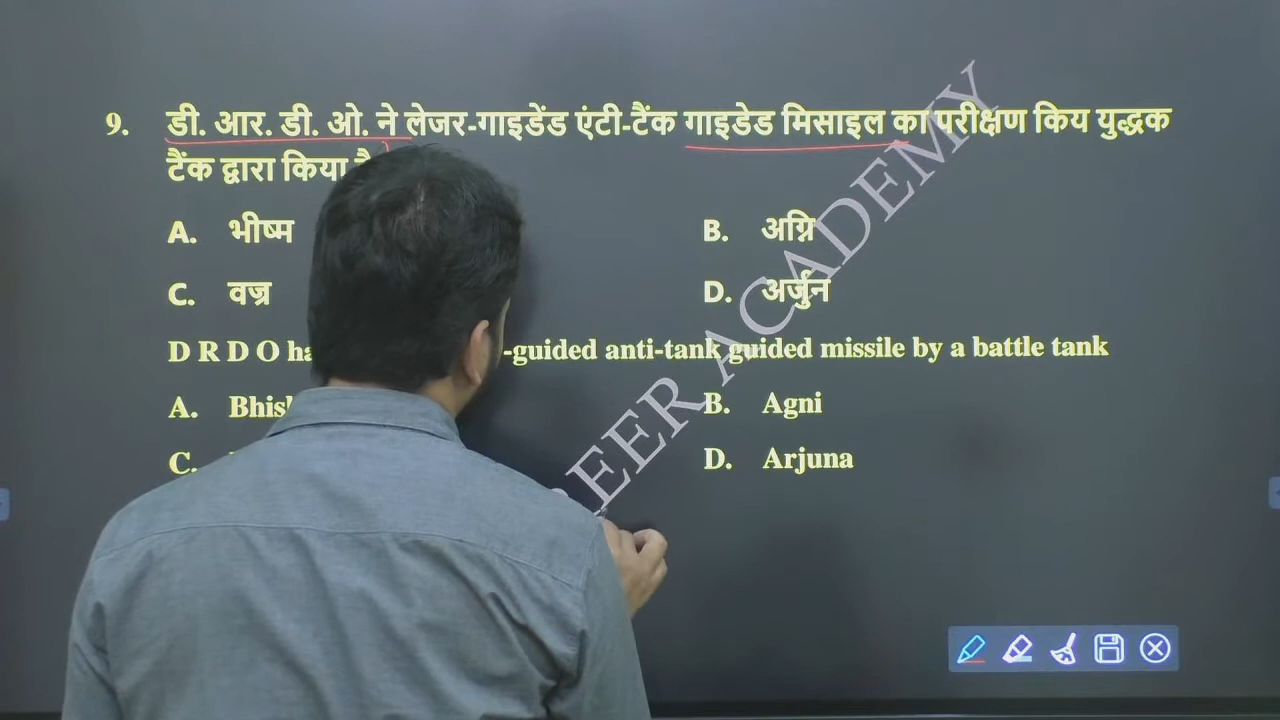 9. डी. आर. डी. ओ. ने लेजर-गाइडेंड एंटी-टैंक गाइडेड मिसाइल का परीक्षण किय युद्धक
टैंक द्वारा किया
A. भीष्म
B. अग्नि
C. वज्र
D. अर्जुन
D R D O -guided anti-tank guided missile by a battle tank
A.
B. Agni
C.
D. Arjuna
EER ACADEMY